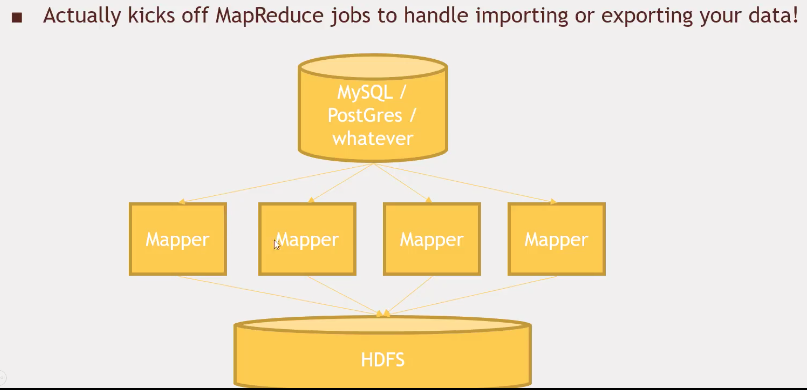 Actually kicks off MapReduce jobs to handle importing or exporting your data!
MySQL /
PostGres /
whatever
Mapper
Mapper
Mapper
Mapper
HDFS